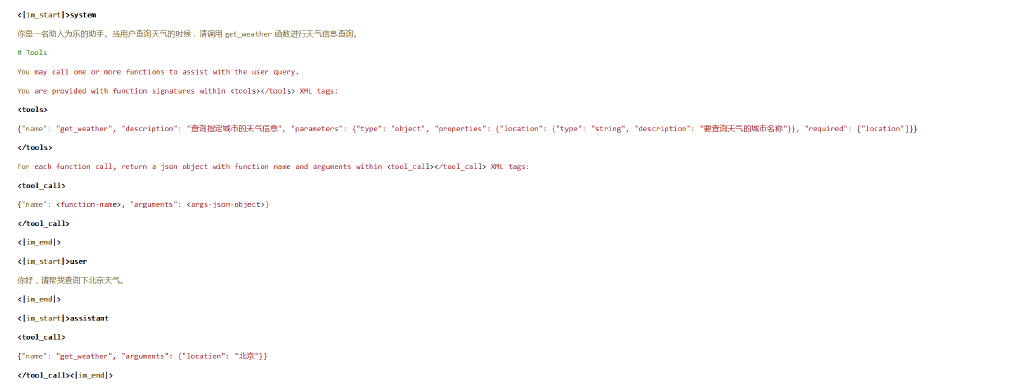 <|im_start|>system
你是一名助人为乐的助手。当用户查询天气的时候，请调用 get_weather 函数进行天气信息查询。
# Tools
You may call one or more functions to assist with the user query.
You are provided with function signatures within <tools></tools> XML tags:
<tools>
{"name": "get_weather", "description": "查询指定城市的天气信息", "parameters": {"type": "object", "properties": {"location": {"type": "string", "description": "要查询天气的城市名称"}}, "required": ["location"]}}
</tools>
For each function call, return a json object with function name and arguments within <tool_call></tool_call> XML tags:
<tool_call>
{"name": <function-name>, "arguments": <args-json-object>}
</tool_call>
<|im_end|>
<|im_start|>user
你好，请帮我查询下北京天气。
<|im_end|>
<|im_start|>assistant
<tool_call>
{"name": "get_weather", "arguments": {"location": "北京"}}
</tool_call><|im_end|>